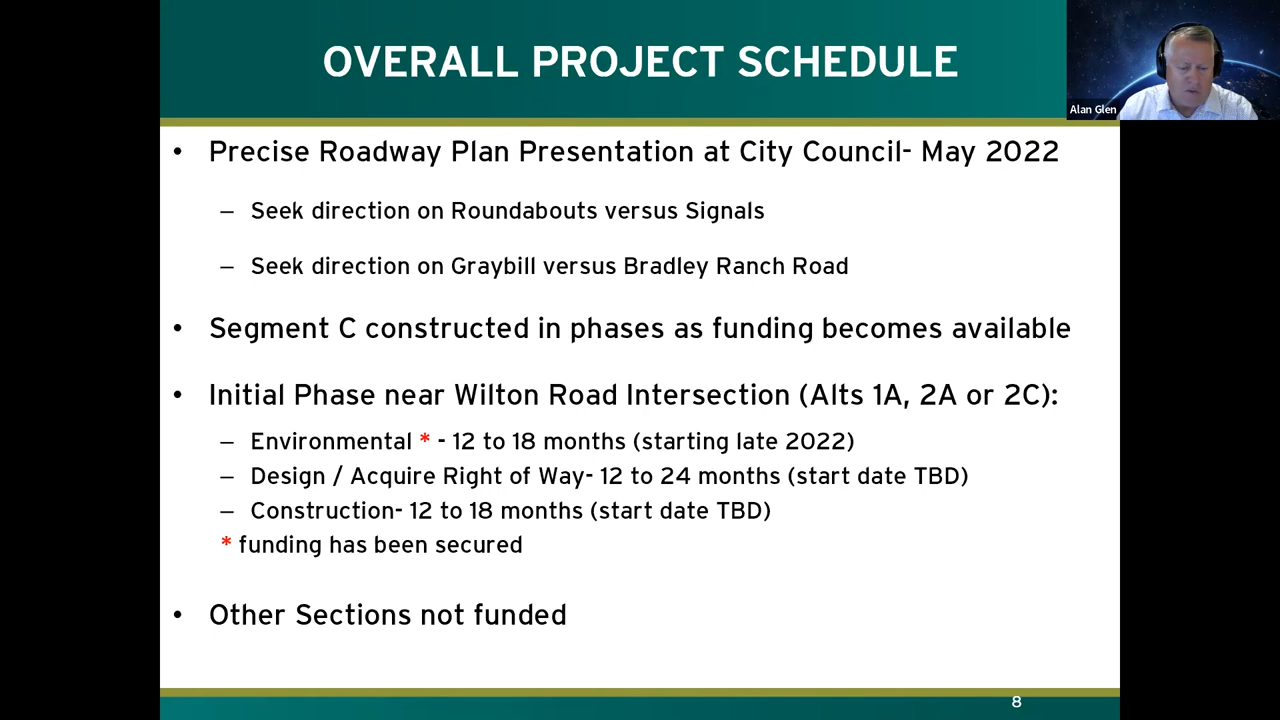 OVERALL PROJECT SCHEDULE
Alan Glen
• Precise Roadway Plan Presentation at City Council- May 2022
– Seek direction on Roundabouts versus Signals
– Seek direction on Graybill versus Bradley Ranch Road
• Segment C constructed in phases as funding becomes available
• Initial Phase near Wilton Road Intersection (Alts 1A, 2A or 2C):
– Environmental * - 12 to 18 months (starting late 2022)
– Design / Acquire Right of Way- 12 to 24 months (start date TBD)
– Construction- 12 to 18 months (start date TBD)
* funding has been secured
• Other Sections not funded
8